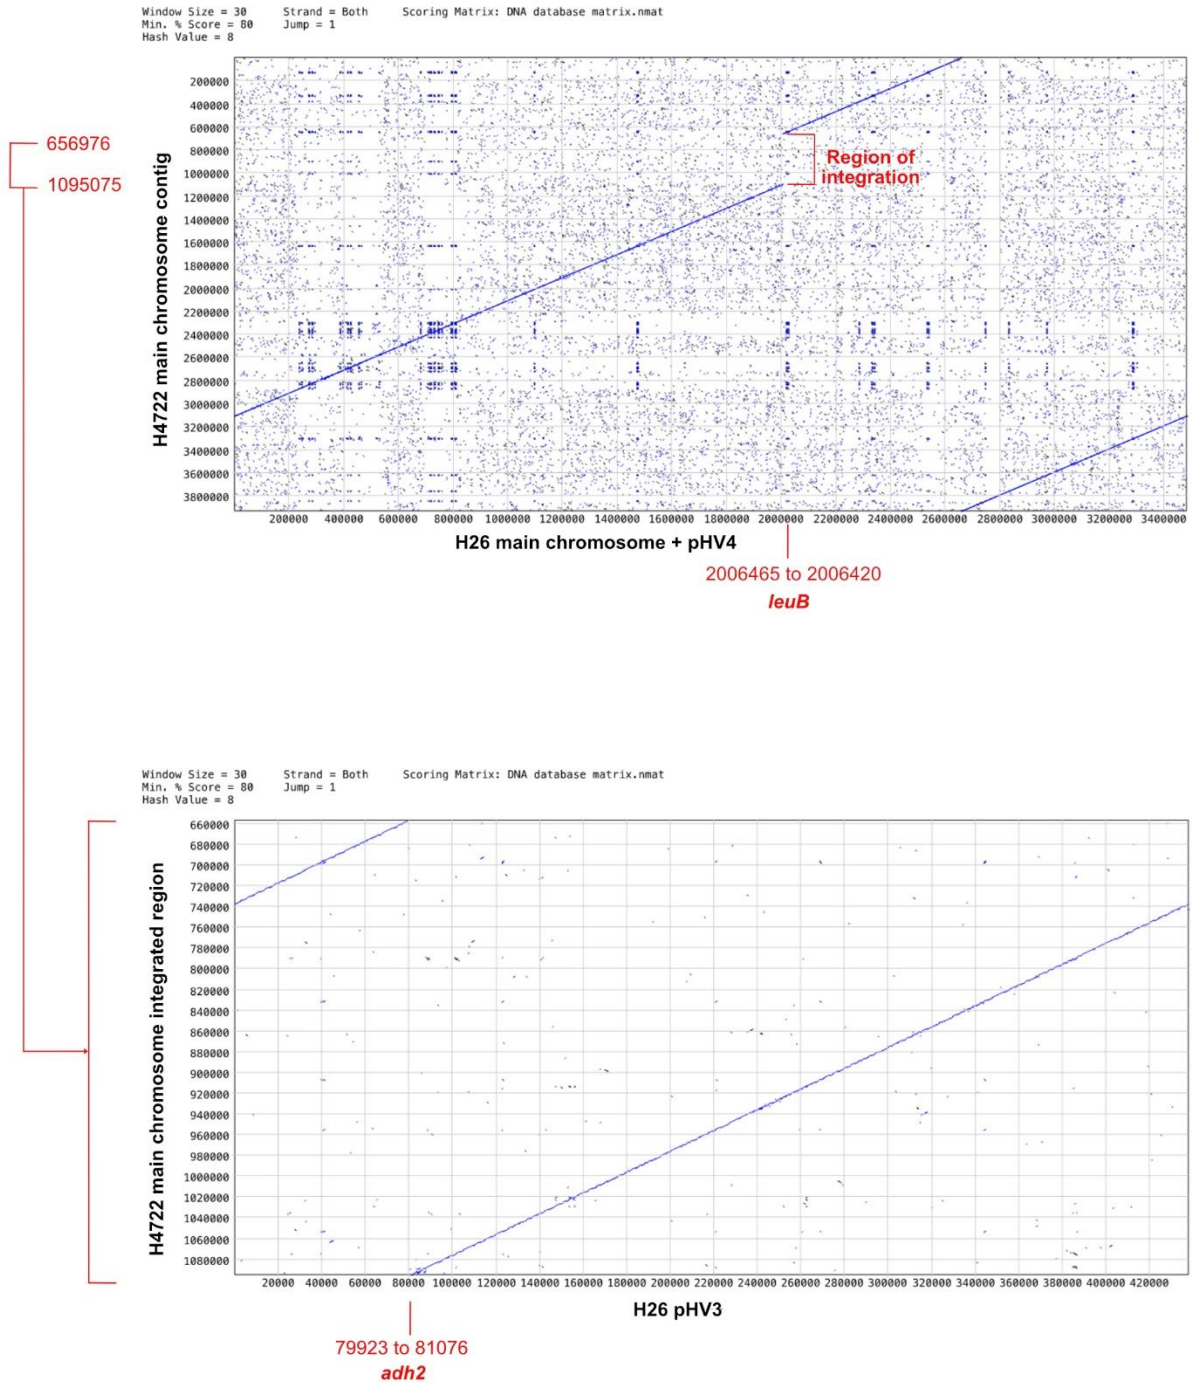 Window Size = 30 Strand = Both Scoring Matrix: DNA database matrix.nmat
Min. % Score = 80 Jump = 1
Hash Value = 8
656976
1095075
H4722 main chromosome contig
200000
400000
600000
800000
1000000
1200000
1400000
1600000
1800000
2000000
2200000
2400000
2600000
2800000
3000000
3200000
3400000
3600000
3800000
Region of
integration
200000 400000 600000 800000 1000000 1200000 1400000 1600000 1800000 2000000 2200000 2400000 2600000 2800000 3000000 3200000 3400000
H26 main chromosome + pHV4
2006465 to 2006420
leuB
Window Size = 30 Strand = Both Scoring Matrix: DNA database matrix.nmat
Min. % Score = 80 Jump = 1
Hash Value = 8
H4722 main chromosome integrated region
660000
680000
700000
720000
740000
760000
780000
800000
820000
840000
860000
880000
900000
920000
940000
960000
980000
1000000
1020000
1040000
1060000
1080000
20000 40000 60000 80000 100000 120000 140000 160000 180000 200000 220000 240000 260000 280000 300000 320000 340000 360000 380000 400000 420000
H26 pHV3
79923 to 81076
adh2